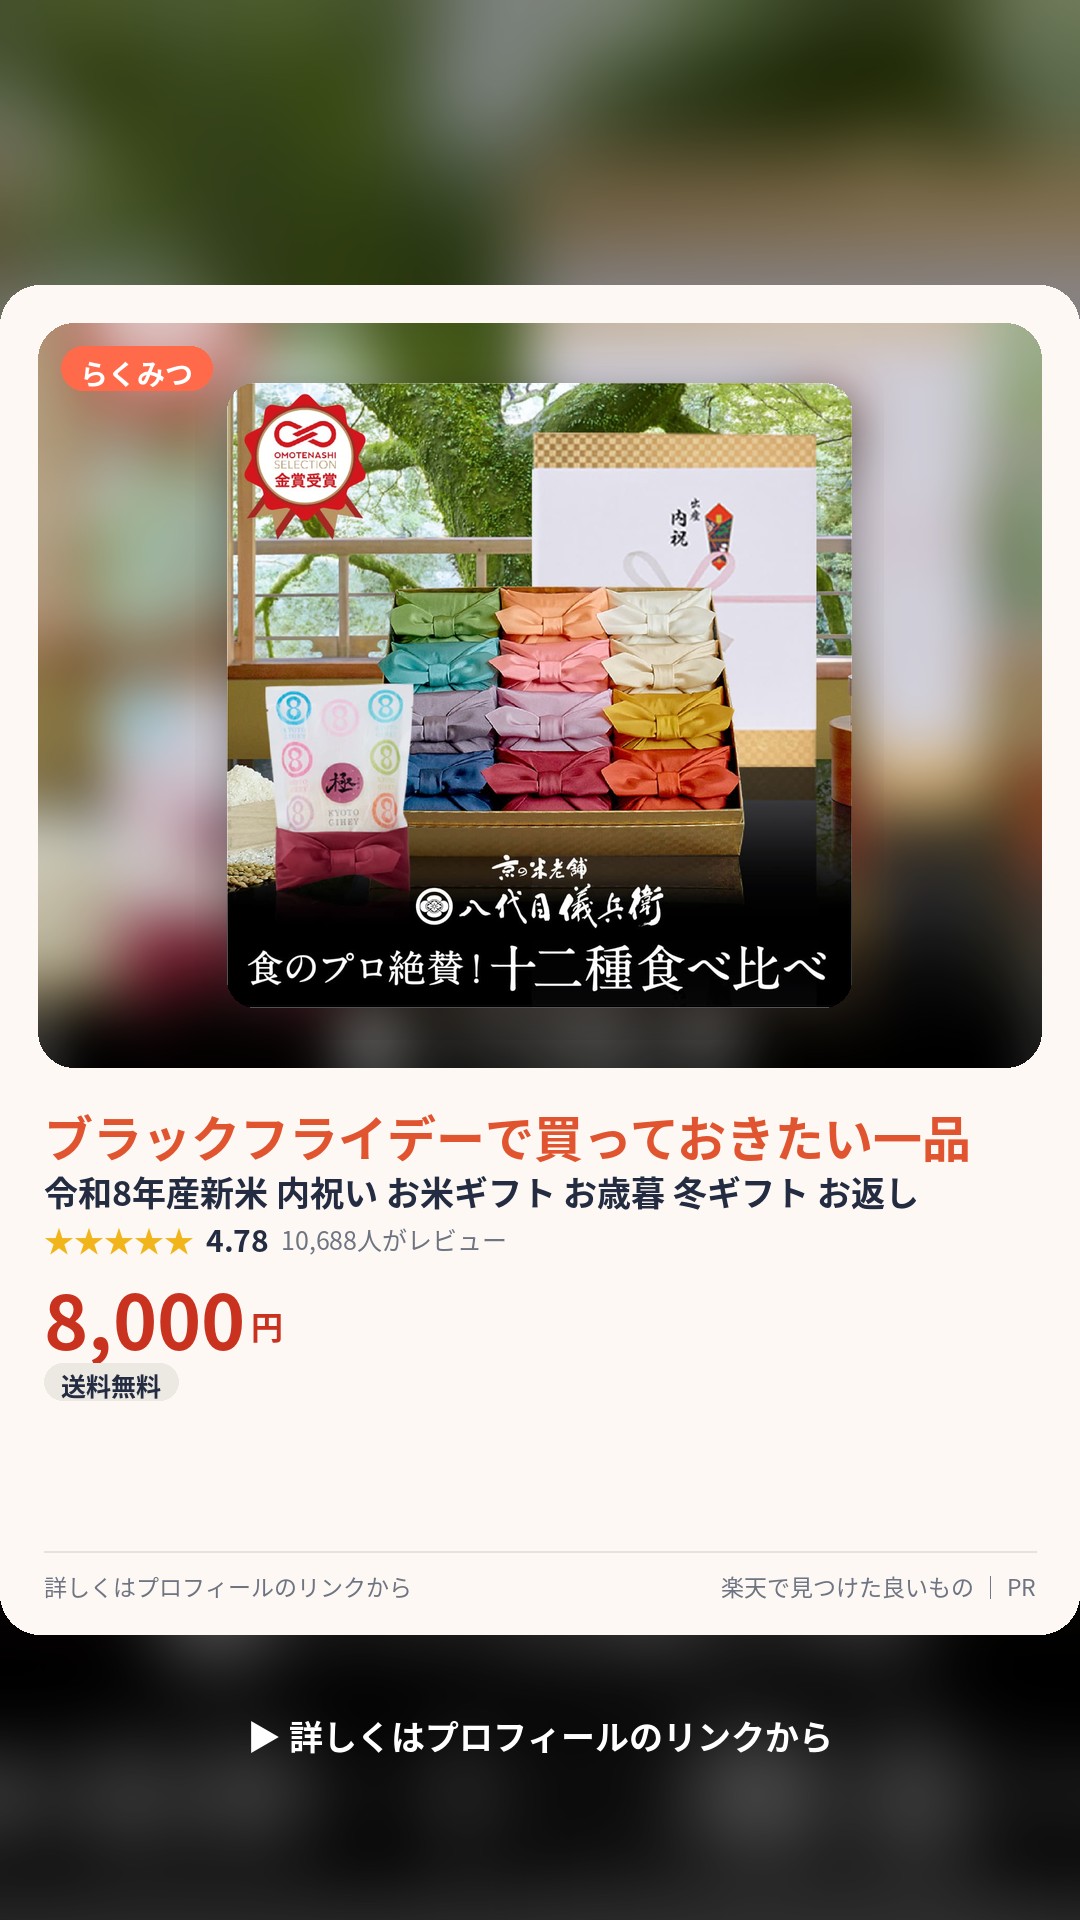 らくみつ
OMOTENASHI
SELECTION
金賞受賞
出産
内祝
極
KYOTO
京の米老舗
八代目儀兵衛
食のプロ絶賛！十二種食べ比べ
ブラックフライデーで買っておきたい一品
令和8年産新米 内祝い お米ギフト お歳暮 冬ギフト お返し
★★★★★ 4.78 10,688人がレビュー
8,000円
送料無料
詳しくはプロフィールのリンクから
楽天で見つけた良いもの ｜ PR
▶ 詳しくはプロフィールのリンクから